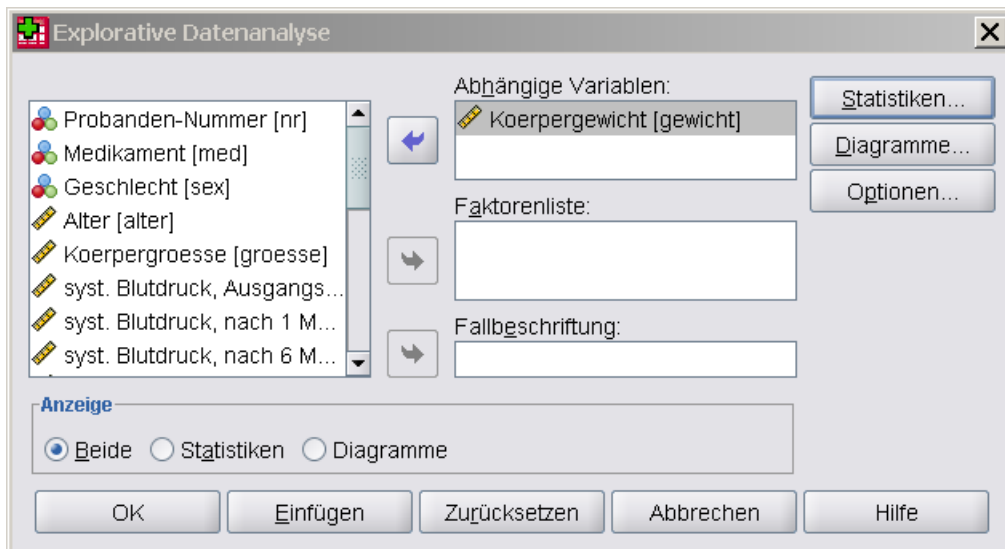 Explorative Datenanalyse
Probanden-Nummer [nr]
Medikament [med]
Geschlecht [sex]
Alter [alter]
Koerpergroesse [groesse]
syst. Blutdruck, Ausgangs...
syst. Blutdruck, nach 1 M...
syst. Blutdruck, nach 6 M...
Abhängige Variablen:
Koerpergewicht [gewicht]
Faktorenliste:
Fallbeschriftung:
Statistiken...
Diagramme...
Optionen...
Anzeige
Beide Statistiken Diagramme
OK Einfügen Zurücksetzen Abbrechen Hilfe